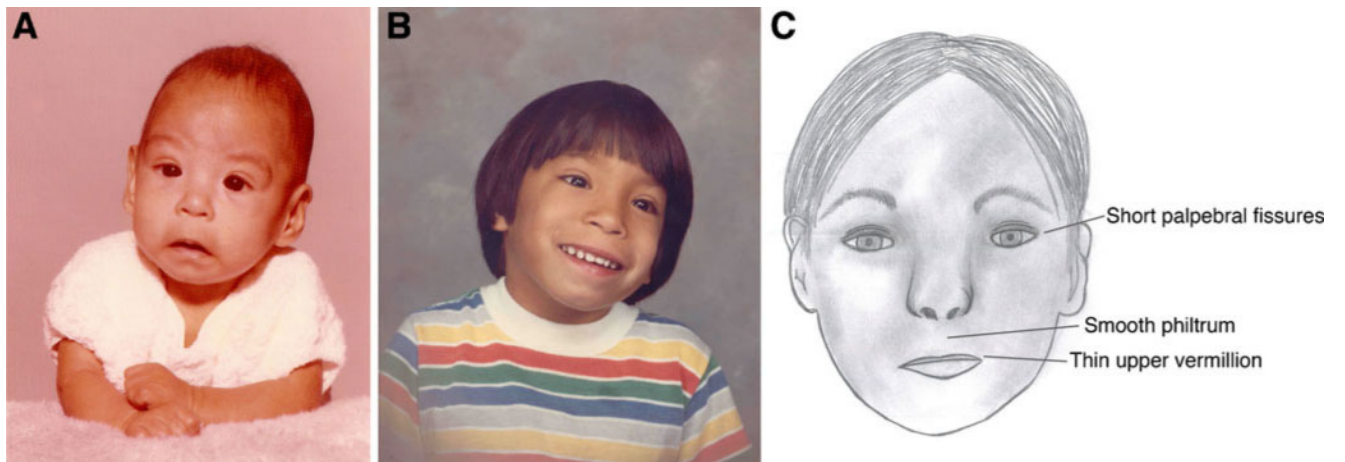 A
B
C
Short palpebral fissures
Smooth philtrum
Thin upper vermillion